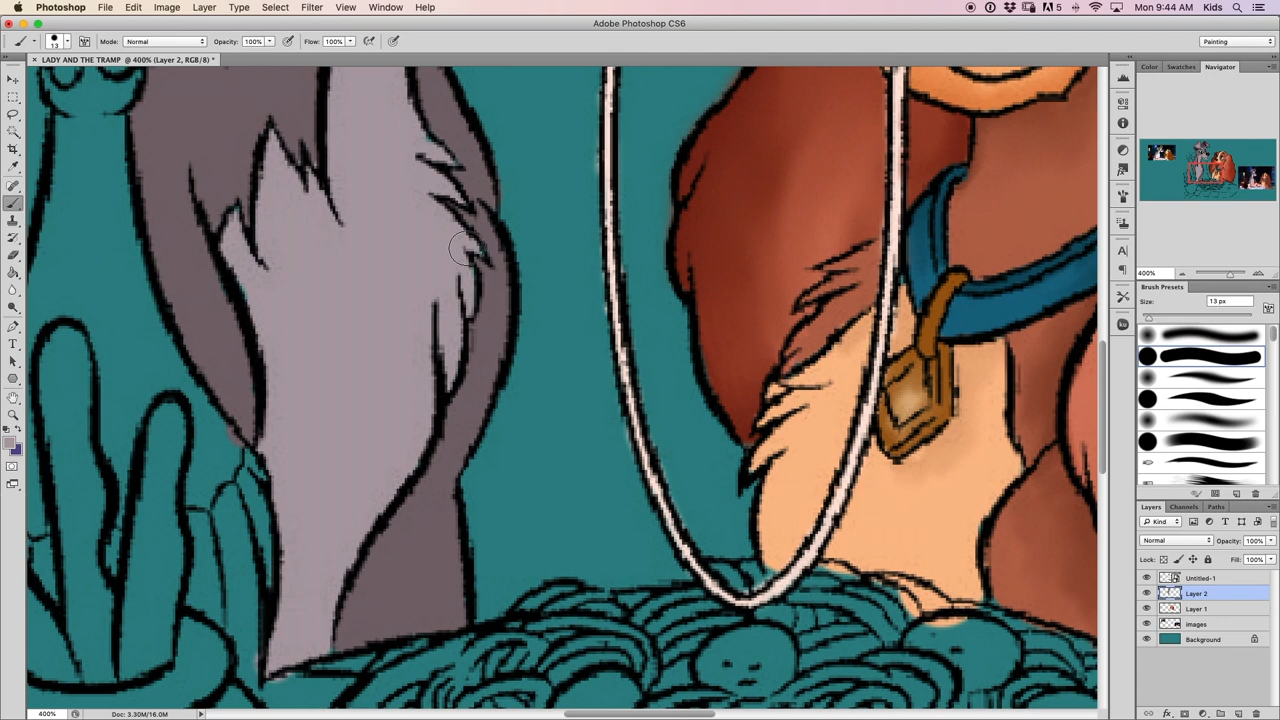 Photoshop File Edit Image Layer Type Select Filter View Window Help 5 Mon 9:44 AM Kids
Adobe Photoshop CS6
13 Mode: Normal Opacity: 100% Flow: 100% Painting
× LADY AND THE TRAMP @ 400% (Layer 2, RGB/8) *
Color Swatches Navigator
400%
Brush Presets
Size: 13 px
Layers Channels Paths
Kind
Normal Opacity: 100%
Lock: Fill: 100%
Untitled-1
Layer 2
Layer 1
images
Background
400% Doc: 3.30M/16.0M